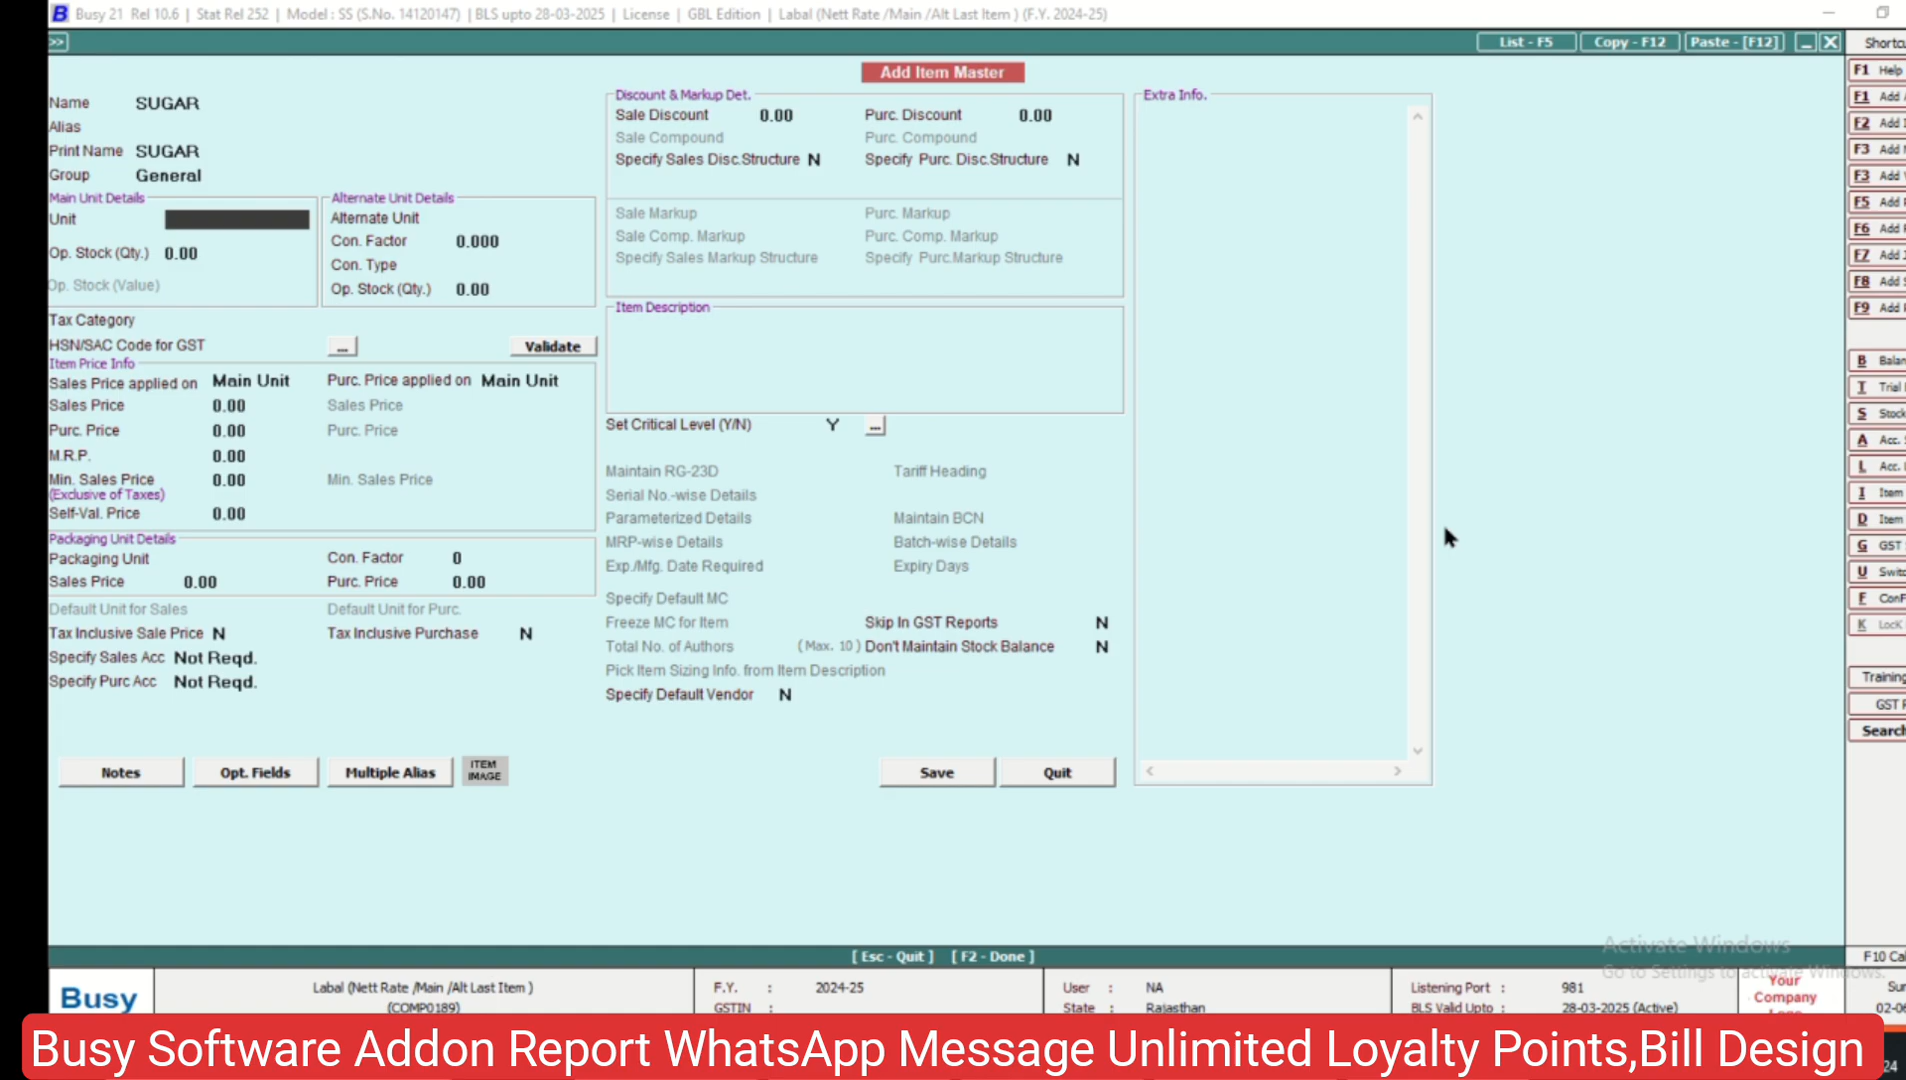 Busy 21 Rel 10.6 | Stat Rel 252 | Model : SS (S.No. 14120147) | BLS upto 28-03-2025 | License | GBL Edition | Labal (Nett Rate /Main /Alt Last Item ) (F.Y. 2024-25)
>> List - F5 Copy - F12 Paste - [F12]
Add Item Master
Name SUGAR
Alias
Print Name SUGAR
Group General
Main Unit Details
Unit
Op. Stock (Qty.) 0.00
Op. Stock (Value)
Alternate Unit Details
Alternate Unit
Con. Factor 0.000
Con. Type
Op. Stock (Qty.) 0.00
Tax Category
HSN/SAC Code for GST ... Validate
Item Price Info
Sales Price applied on Main Unit Purc. Price applied on Main Unit
Sales Price 0.00 Sales Price
Purc. Price 0.00 Purc. Price
M.R.P. 0.00
Min. Sales Price 0.00 Min. Sales Price
(Exclusive of Taxes)
Self-Val. Price 0.00
Packaging Unit Details
Packaging Unit Con. Factor 0
Sales Price 0.00 Purc. Price 0.00
Default Unit for Sales Default Unit for Purc.
Tax Inclusive Sale Price N Tax Inclusive Purchase N
Specify Sales Acc Not Reqd.
Specify Purc Acc Not Reqd.
Notes Opt. Fields Multiple Alias ITEM IMAGE
Discount & Markup Det.
Sale Discount 0.00 Purc. Discount 0.00
Sale Compound Purc. Compound
Specify Sales Disc.Structure N Specify Purc. Disc.Structure N
Sale Markup Purc. Markup
Sale Comp. Markup Purc. Comp. Markup
Specify Sales Markup Structure Specify Purc.Markup Structure
Item Description
Set Critical Level (Y/N) Y ...
Maintain RG-23D Tariff Heading
Serial No.-wise Details
Parameterized Details Maintain BCN
MRP-wise Details Batch-wise Details
Exp./Mfg. Date Required Expiry Days
Specify Default MC
Freeze MC for Item Skip In GST Reports N
Total No. of Authors (Max. 10) Don't Maintain Stock Balance N
Pick Item Sizing Info. from Item Description
Specify Default Vendor N
Save Quit
Extra Info.
F1 Help
F1 Add
F2 Add
F3 Add
F3 Add
F5 Add
F6 Add
F7 Add
F8 Add
F9 Add
B
T Trial
S Stock
A Acc.
L Acc.
I Item
D Item
G GST
U
F
K Lock
Training
GST
Search
Activate Windows
Go to Settings to activate Windows.
[ Esc - Quit ] [ F2 - Done ]
F10
Busy
Labal (Nett Rate /Main /Alt Last Item )
(COMP0189)
F.Y. : 2024-25
GSTIN :
User : NA
State : Rajasthan
Listening Port : 981
BLS Valid Upto : 28-03-2025 (Active)
Your
Company
Busy Software Addon Report WhatsApp Message Unlimited Loyalty Points,Bill Design